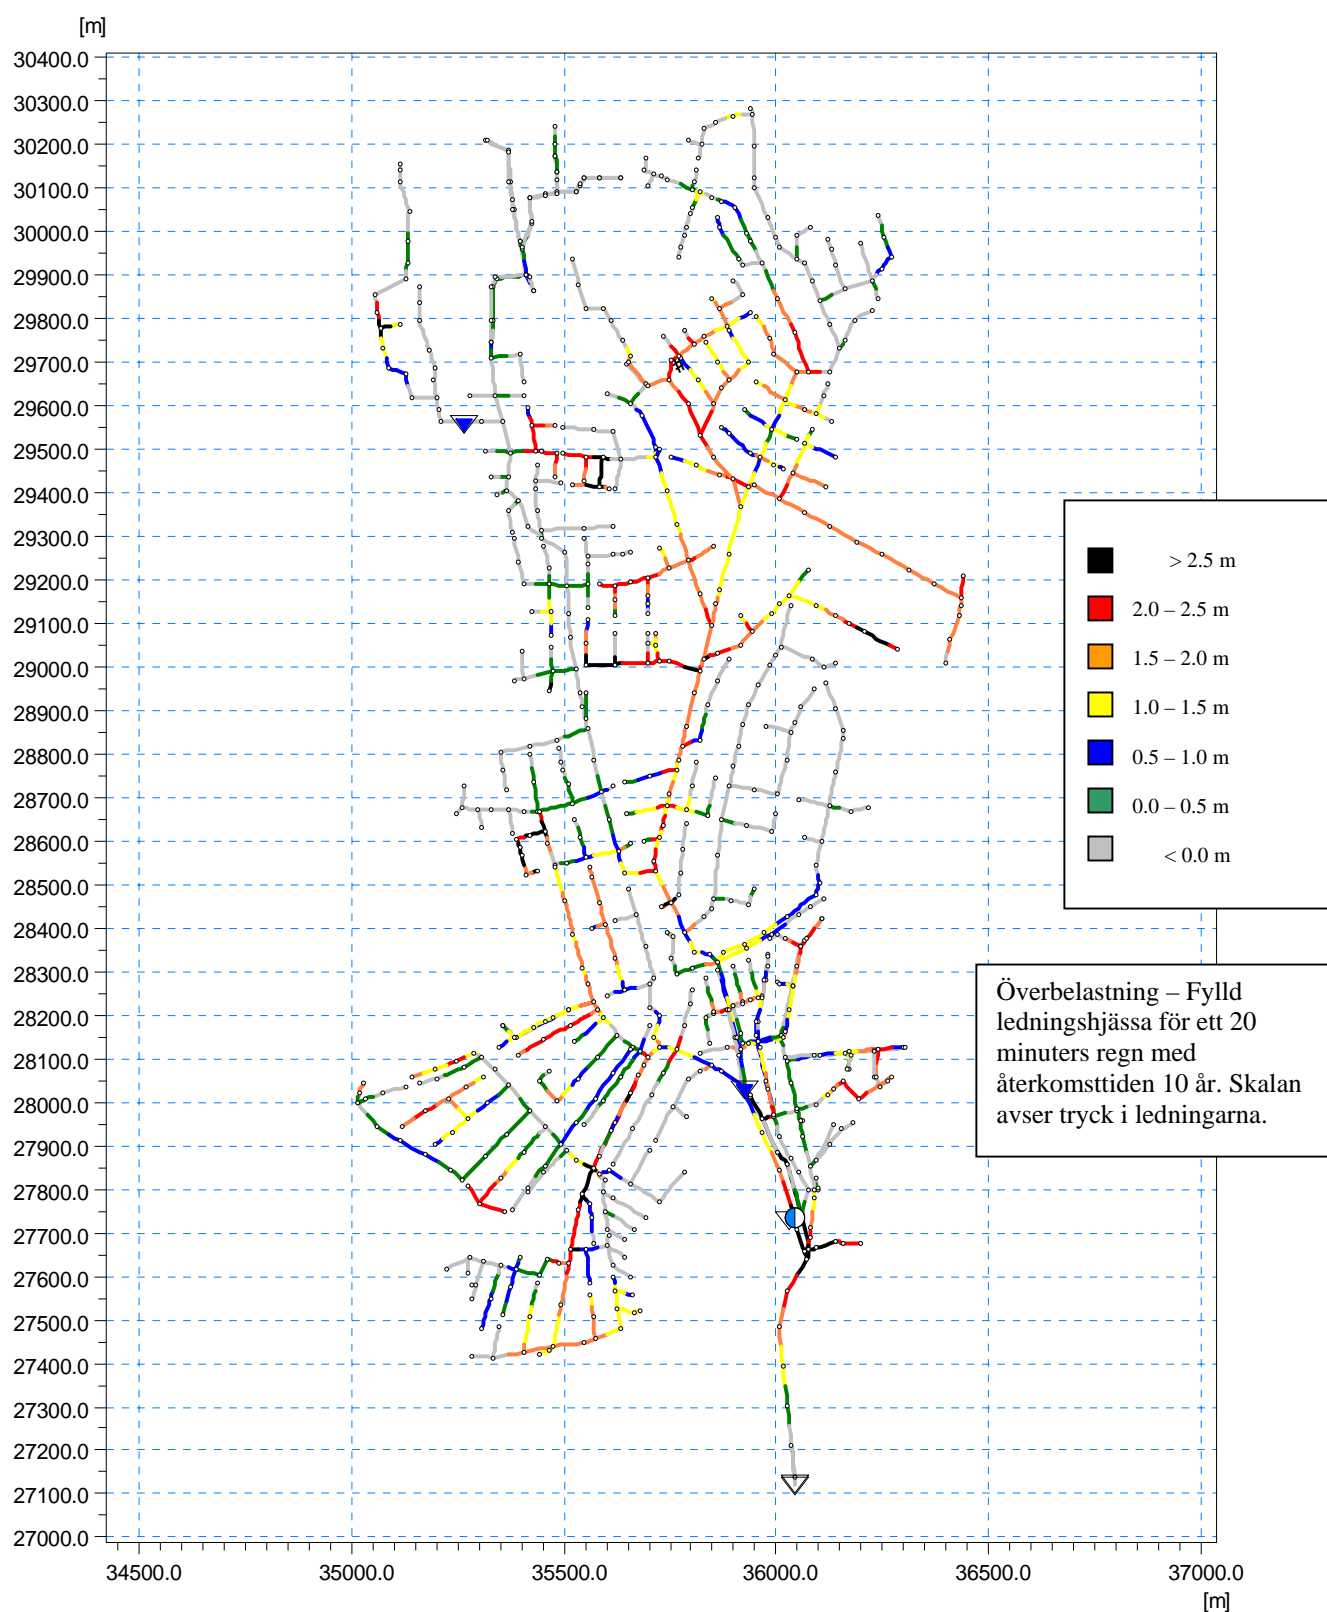 [m]
30400.0
30300.0
30200.0
30100.0
30000.0
29900.0
29800.0
29700.0
29600.0
29500.0
29400.0
29300.0
29200.0
29100.0
29000.0
28900.0
28800.0
28700.0
28600.0
28500.0
28400.0
28300.0
28200.0
28100.0
28000.0
27900.0
27800.0
27700.0
27600.0
27500.0
27400.0
27300.0
27200.0
27100.0
27000.0
34500.0 35000.0 35500.0 36000.0 36500.0 37000.0
[m]
> 2.5 m
2.0 – 2.5 m
1.5 – 2.0 m
1.0 – 1.5 m
0.5 – 1.0 m
0.0 – 0.5 m
< 0.0 m
Överbelastning – Fylld
ledningshjässa för ett 20
minuters regn med
återkomsttiden 10 år. Skalan
avser tryck i ledningarna.